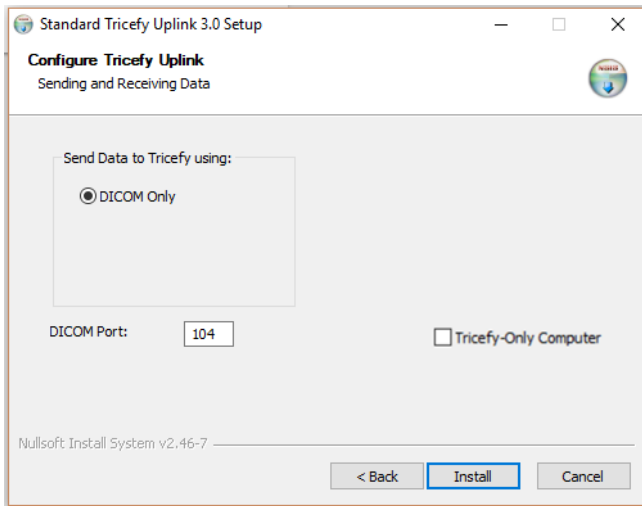 Standard Tricefy Uplink 3.0 Setup
Configure Tricefy Uplink
Sending and Receiving Data
Send Data to Tricefy using:
DICOM Only
DICOM Port: 104
Tricefy-Only Computer
Nullsoft Install System v2.46-7
< Back Install Cancel